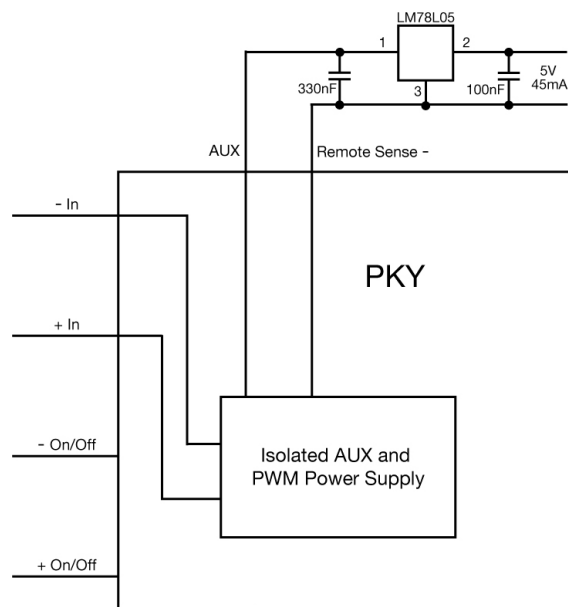 LM78L05
1
2
3
330nF
100nF
5V
45mA
AUX
Remote Sense -
- In
PKY
+ In
- On/Off
Isolated AUX and
PWM Power Supply
+ On/Off